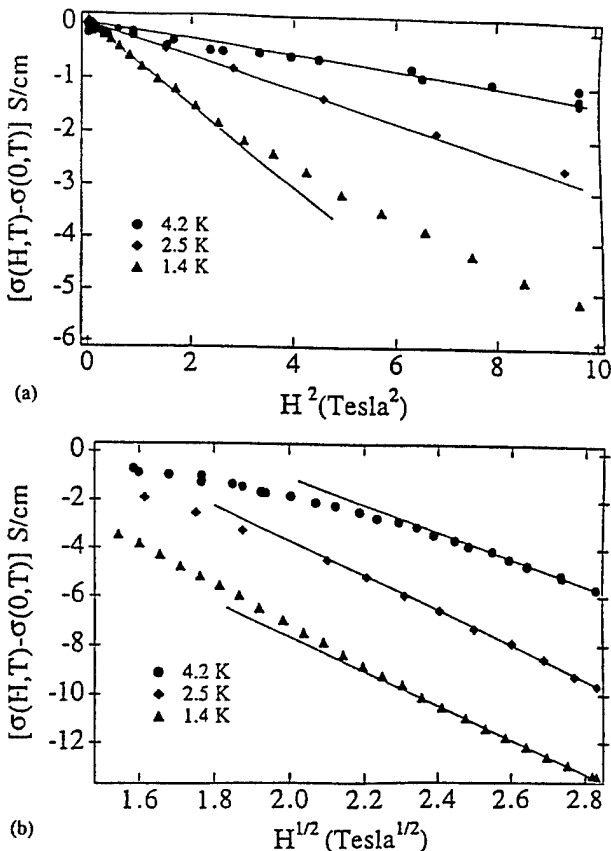 0
-1
-2
-3
-4
-5
-6
[σ(H,T)-σ(0,T)] S/cm
4.2 K
2.5 K
1.4 K
0 2 4 6 8 10
H² (Tesla²)
(a)
0
-2
-4
-6
-8
-10
-12
[σ(H,T)-σ(0,T)] S/cm
4.2 K
2.5 K
1.4 K
1.6 1.8 2.0 2.2 2.4 2.6 2.8
H^1/2 (Tesla^1/2)
(b)